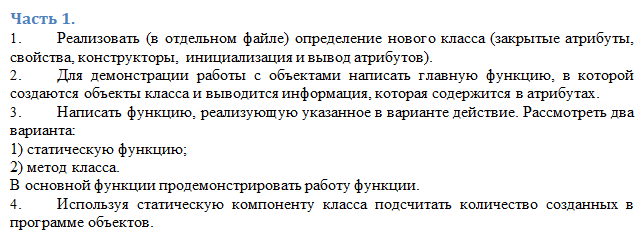 Часть 1.
1. Реализовать (в отдельном файле) определение нового класса (закрытые атрибуты,
свойства, конструкторы, инициализация и вывод атрибутов).
2. Для демонстрации работы с объектами написать главную функцию, в которой
создаются объекты класса и выводится информация, которая содержится в атрибутах.
3. Написать функцию, реализующую указанное в варианте действие. Рассмотреть два
варианта:
1) статическую функцию;
2) метод класса.
В основной функции продемонстрировать работу функции.
4. Используя статическую компоненту класса подсчитать количество созданных в
программе объектов.